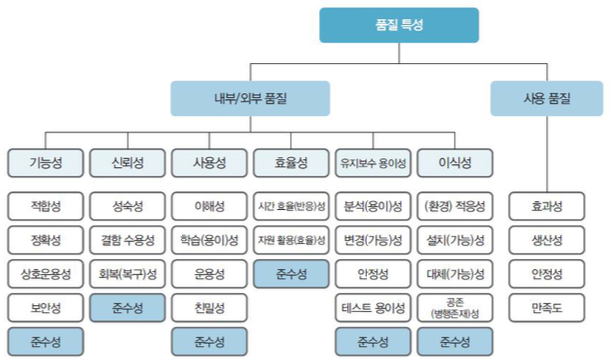 품질 특성
내부/외부 품질
사용 품질
기능성
신뢰성
사용성
효율성
유지보수 용이성
이식성
적합성
성숙성
이해성
시간 효율(반응)성
분석(용이)성
(환경) 적응성
효과성
정확성
결함 수용성
학습(용이)성
자원 활용(효율)성
변경(가능)성
설치(가능)성
생산성
상호운용성
회복(복구)성
운용성
준수성
안정성
대체(가능)성
안정성
보안성
준수성
친밀성
테스트 용이성
공존
(병행존재)성
만족도
준수성
준수성
준수성
준수성